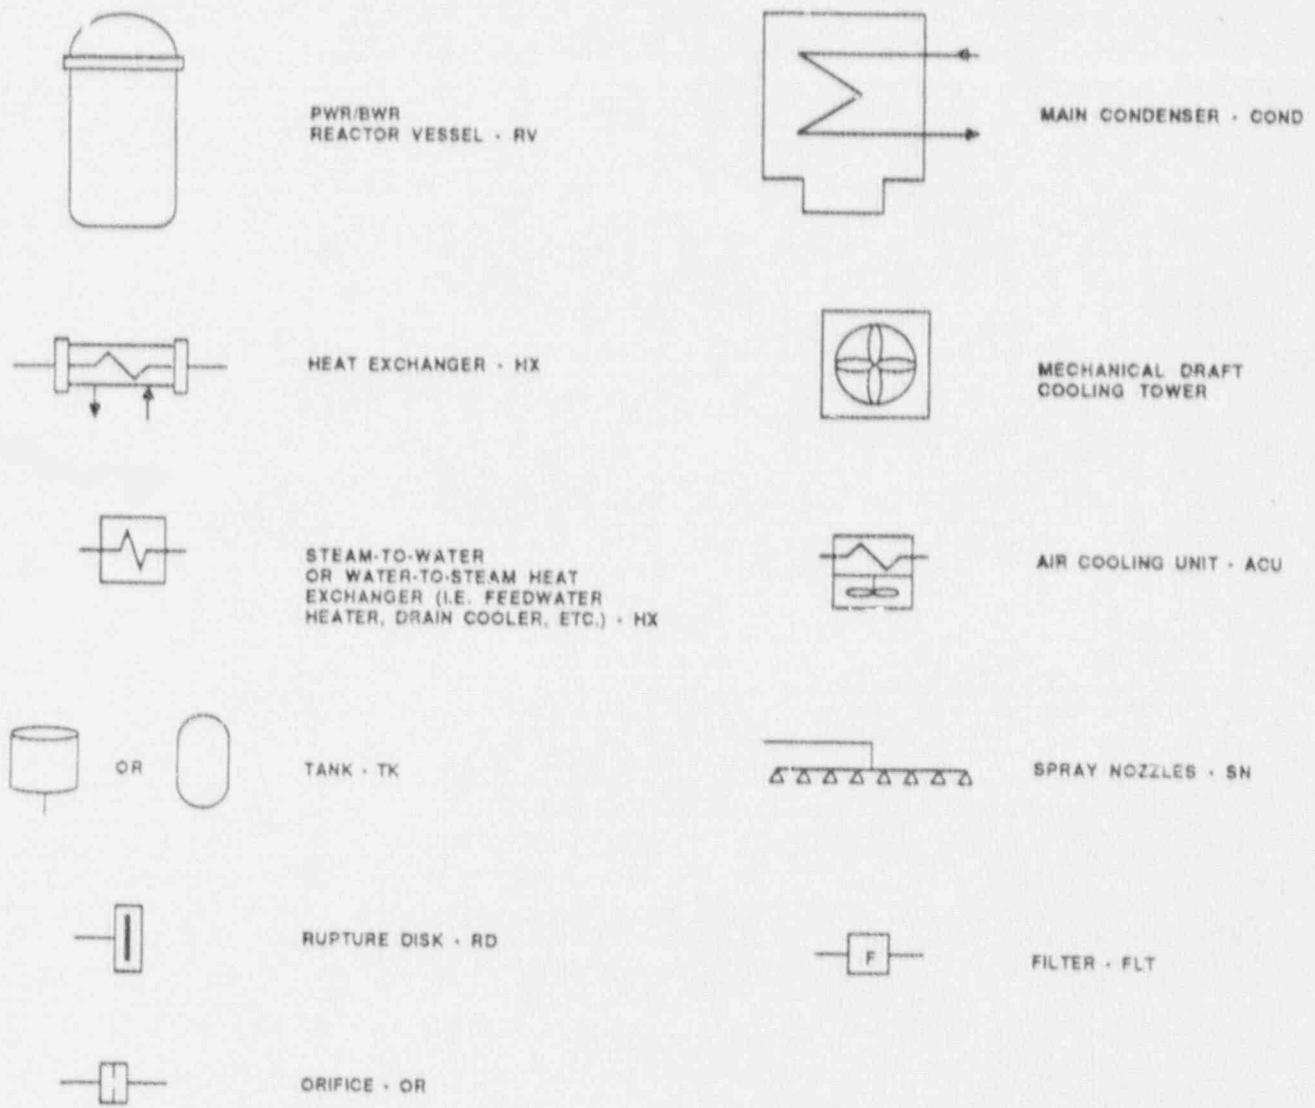 PWR/BWR
REACTOR VESSEL - RV
MAIN CONDENSER - COND
HEAT EXCHANGER - HX
MECHANICAL DRAFT
COOLING TOWER
STEAM-TO-WATER
OR WATER-TO-STEAM HEAT
EXCHANGER (I.E. FEEDWATER
HEATER, DRAIN COOLER, ETC.) - HX
AIR COOLING UNIT - ACU
OR
TANK - TK
SPRAY NOZZLES - SN
RUPTURE DISK - RD
F
FILTER - FLT
ORIFICE - OR